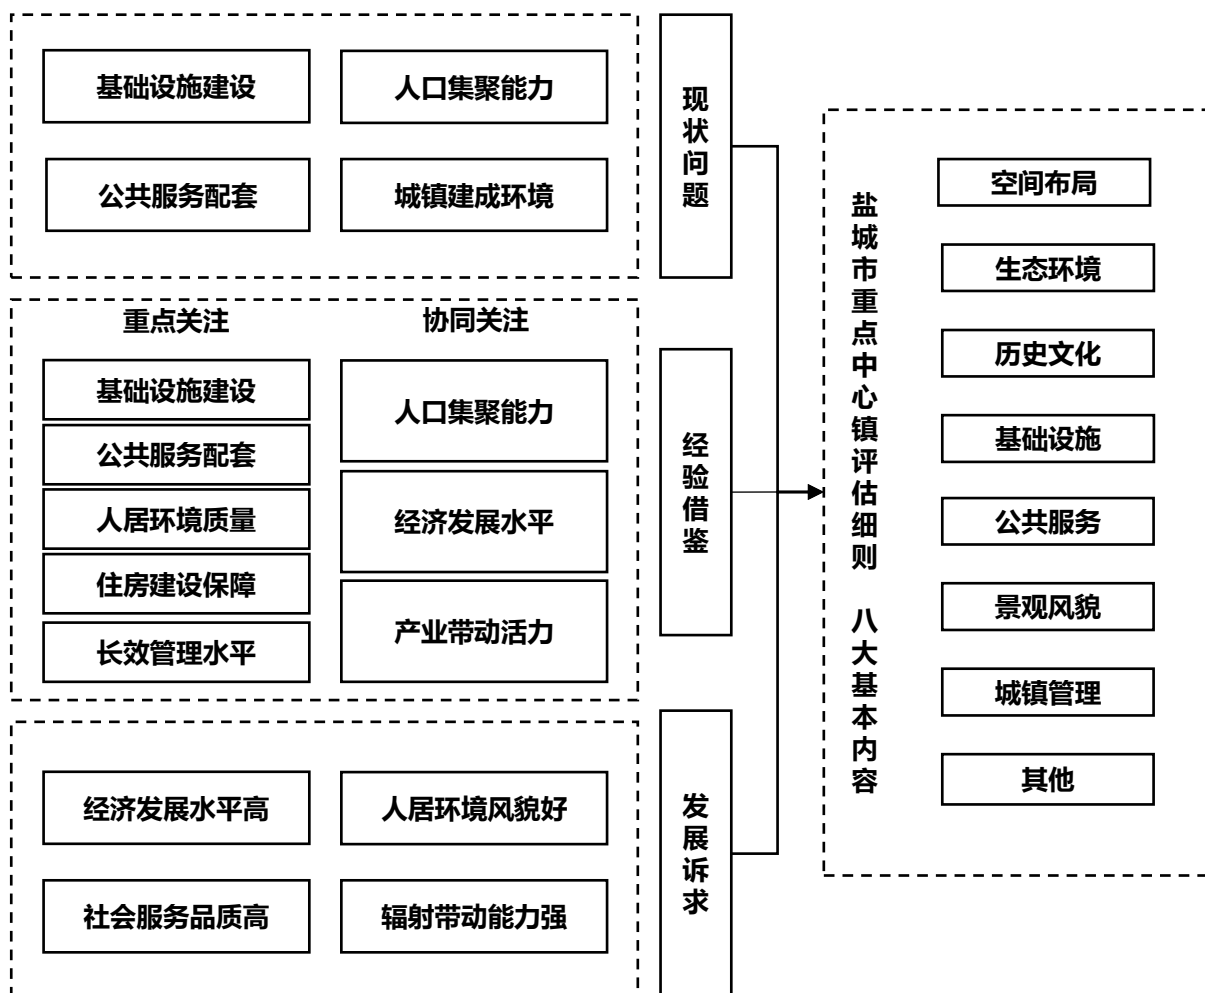 基础设施建设
人口集聚能力
公共服务配套
城镇建成环境
现状问题
重点关注
协同关注
基础设施建设
公共服务配套
人居环境质量
住房建设保障
长效管理水平
人口集聚能力
经济发展水平
产业带动活力
经验借鉴
经济发展水平高
人居环境风貌好
社会服务品质高
辐射带动能力强
发展诉求
盐城市重点中心镇评估细则 八大基本内容
空间布局
生态环境
历史文化
基础设施
公共服务
景观风貌
城镇管理
其他